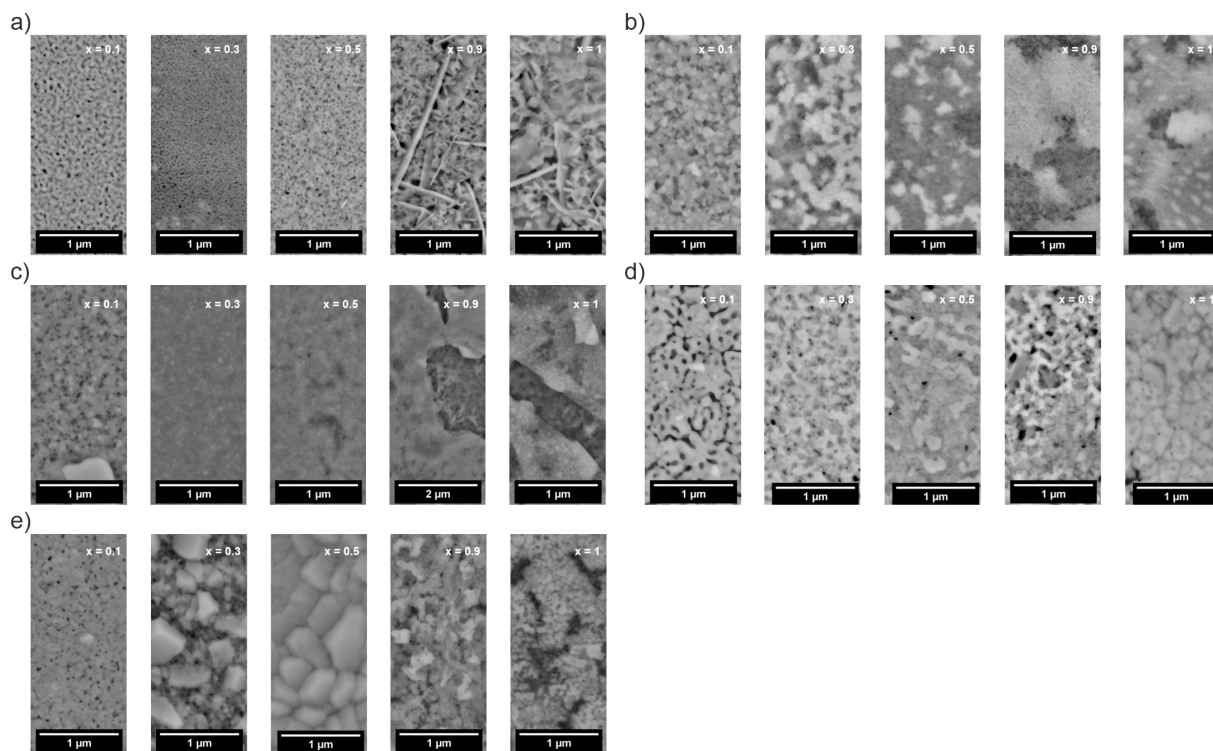 a)
x = 0.1 x = 0.3 x = 0.5 x = 0.9 x = 1
1 µm 1 µm 1 µm 1 µm 1 µm
b)
x = 0.1 x = 0.3 x = 0.5 x = 0.9 x = 1
1 µm 1 µm 1 µm 1 µm 1 µm
c)
x = 0.1 x = 0.3 x = 0.5 x = 0.9 x = 1
1 µm 1 µm 1 µm 2 µm 1 µm
d)
x = 0.1 x = 0.3 x = 0.5 x = 0.9 x = 1
1 µm 1 µm 1 µm 1 µm 1 µm
e)
x = 0.1 x = 0.3 x = 0.5 x = 0.9 x = 1
1 µm 1 µm 1 µm 1 µm 1 µm